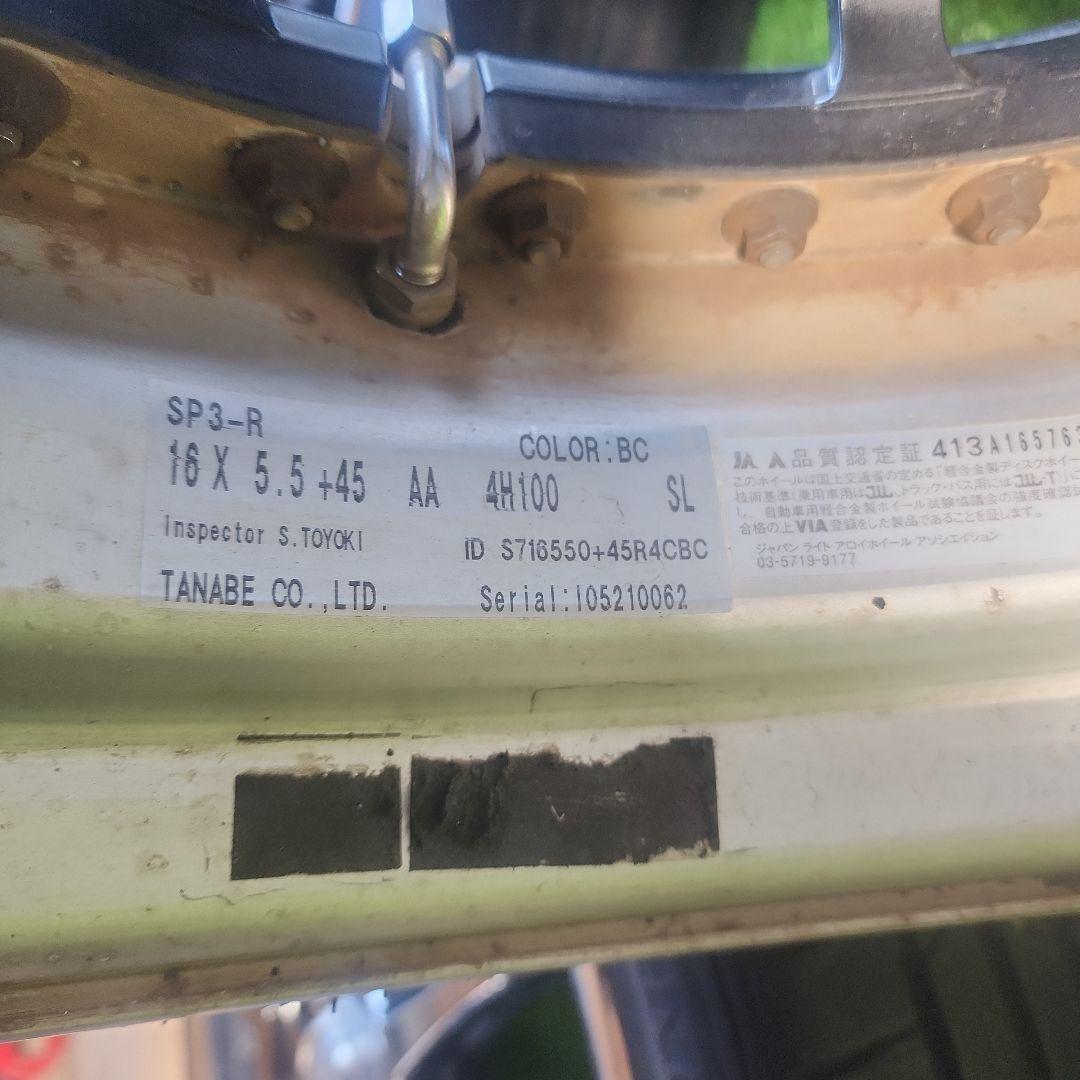 SP3-R
COLOR:BC
16 X 5.5 +45 AA 4H100 SL
Inspector S.TOYOKI
ID S716550+45R4CBC
TANABE CO.,LTD.
Serial:I05210062
品質認定証 413A16576
このホイールは国土交通省の定める「軽合金製ディスクホイー
技術基準(乗用車用は トラック・バス用には
自動車用軽合金製ホイール試験協議会の強度確認
合格の上VIA登録をした製品であることを証します。
ジャパン ライト アロイホイール アソシエイション
03-5719-9177